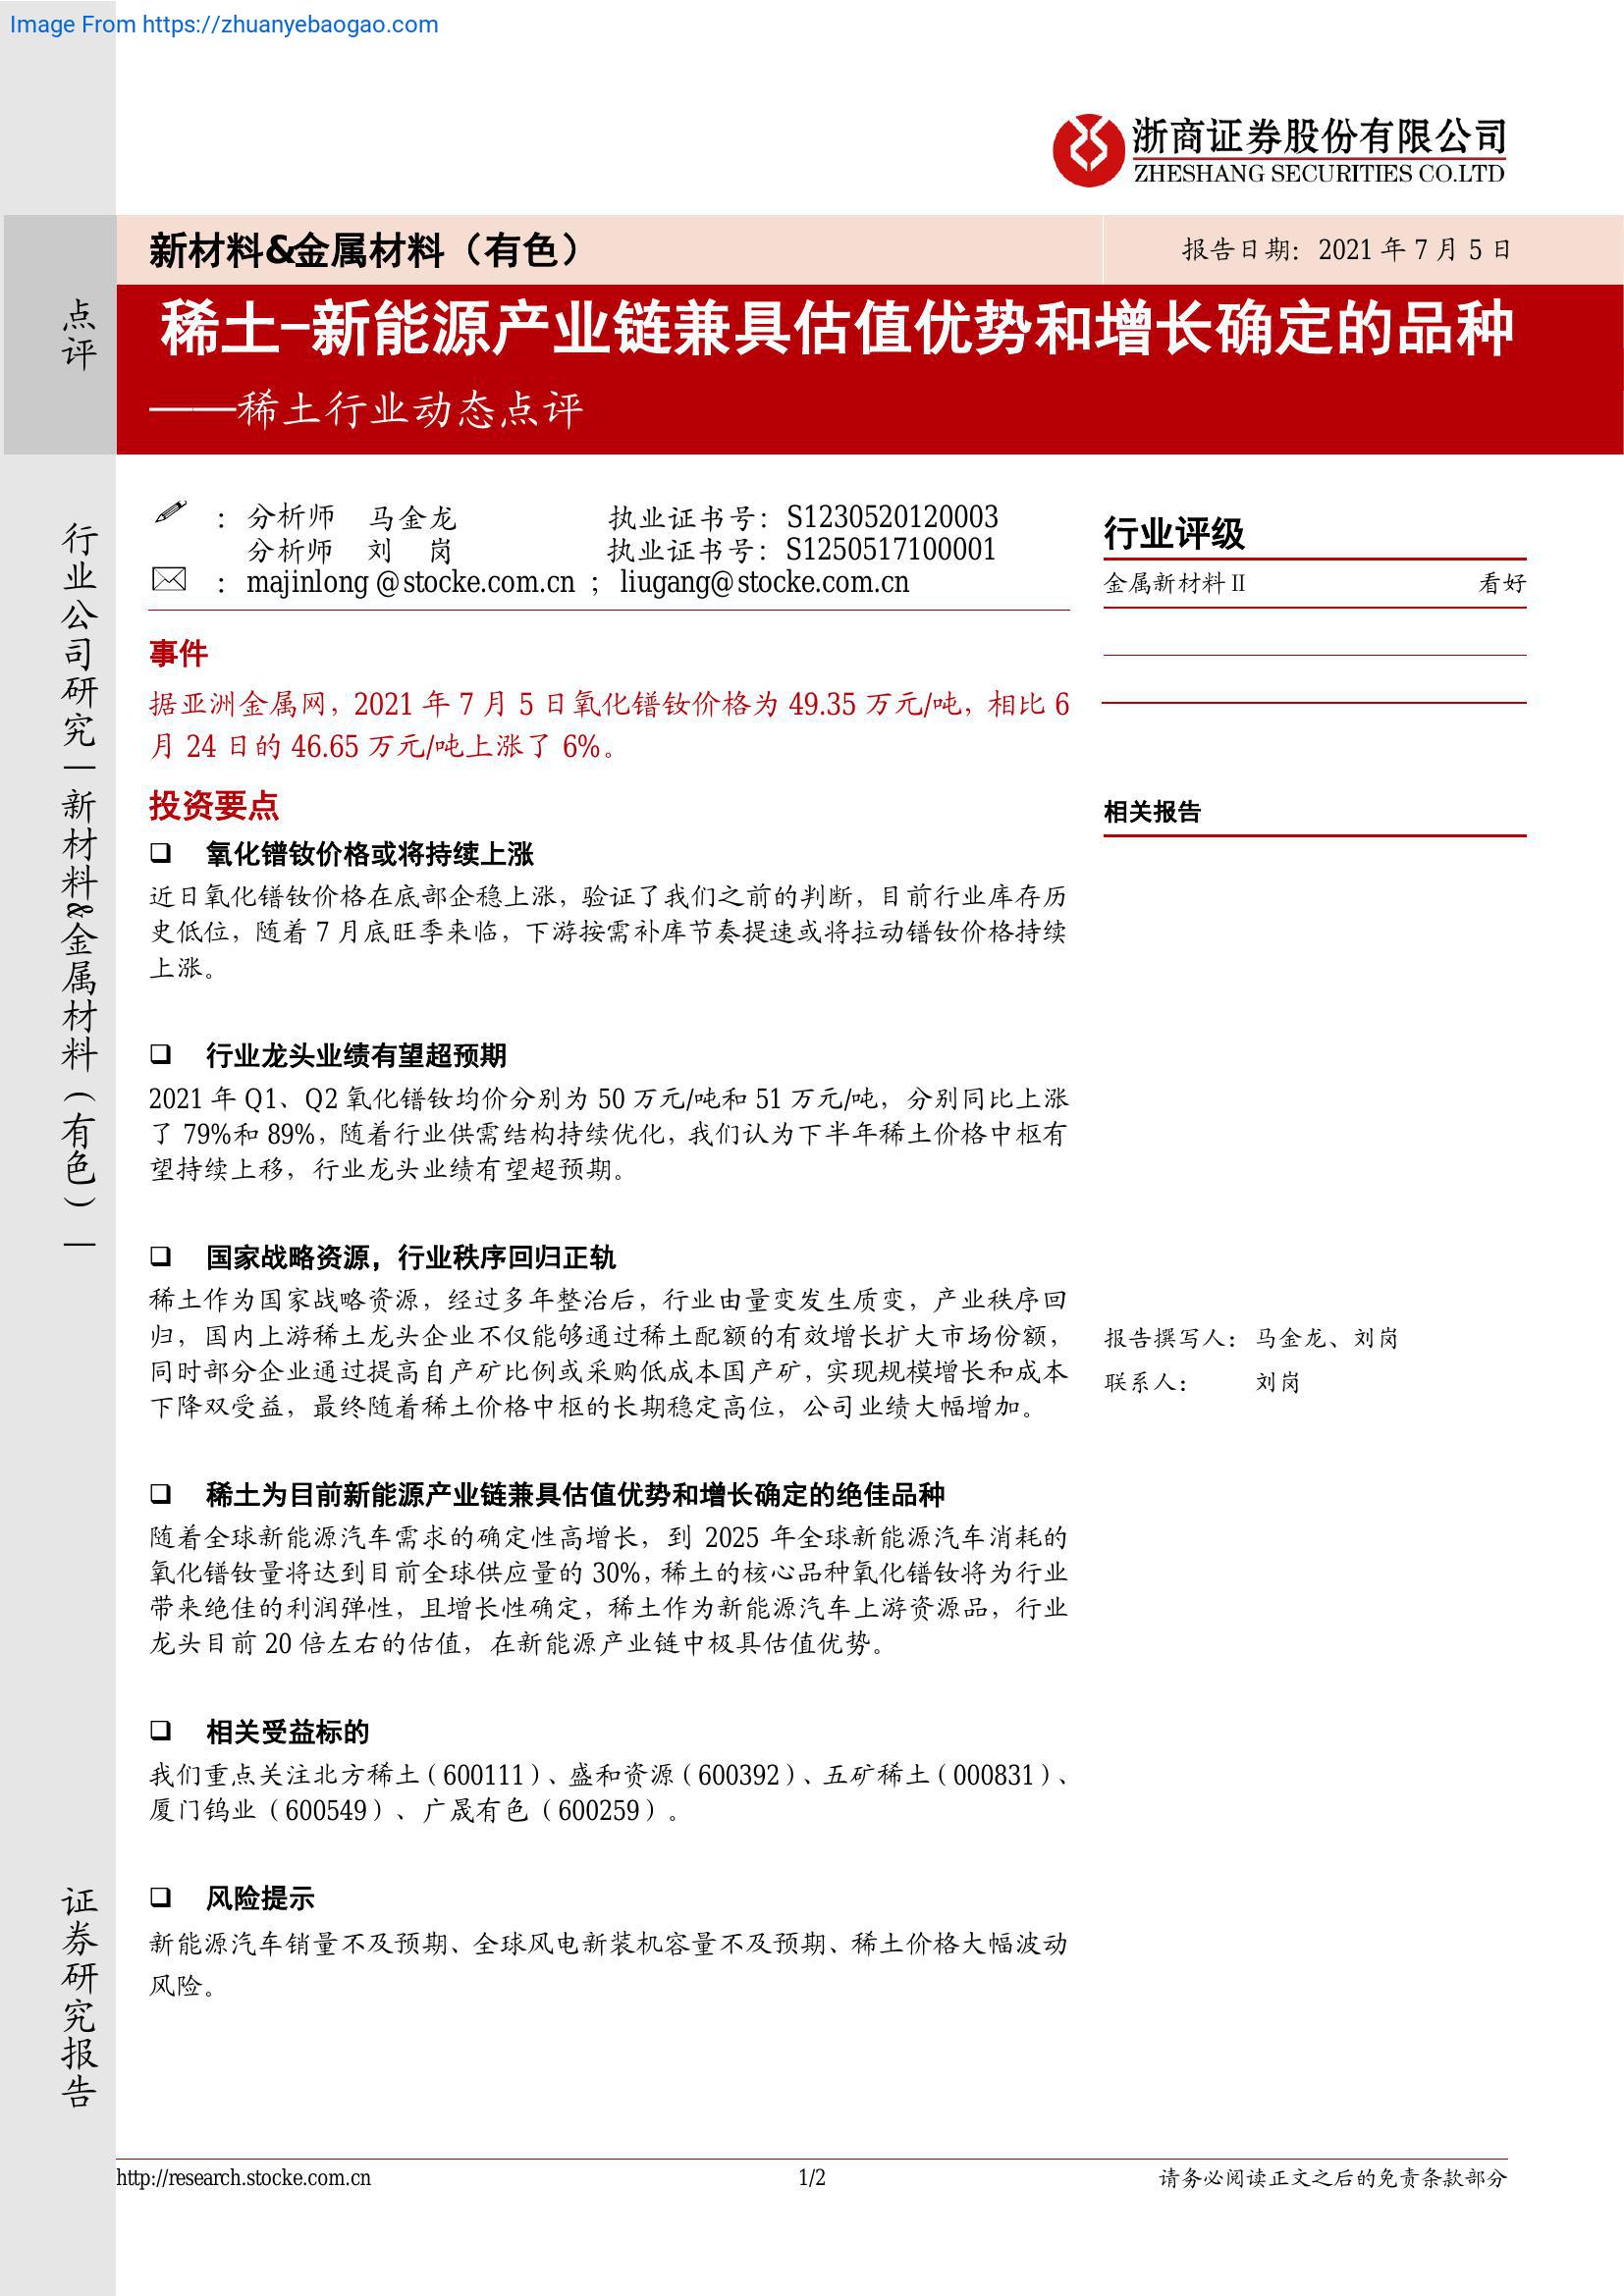 Image From https://zhuanyebaogao.com
浙商证券股份有限公司
ZHESHANG SECURITIES CO.LTD
新材料&金属材料（有色）
报告日期：2021 年 7 月 5 日
点评
稀土-新能源产业链兼具估值优势和增长确定的品种
——稀土行业动态点评
行业公司研究｜新材料&金属材料（有色）｜
：分析师 马金龙 执业证书号：S1230520120003
分析师 刘 岗 执业证书号：S1250517100001
：majinlong @stocke.com.cn ； liugang@stocke.com.cn
事件
据亚洲金属网，2021 年 7 月 5 日氧化镨钕价格为 49.35 万元/吨，相比 6
月 24 日的 46.65 万元/吨上涨了 6%。
投资要点
❑ 氧化镨钕价格或将持续上涨
近日氧化镨钕价格在底部企稳上涨，验证了我们之前的判断，目前行业库存历
史低位，随着 7 月底旺季来临，下游按需补库节奏提速或将拉动镨钕价格持续
上涨。
❑ 行业龙头业绩有望超预期
2021 年 Q1、Q2 氧化镨钕均价分别为 50 万元/吨和 51 万元/吨，分别同比上涨
了 79%和 89%，随着行业供需结构持续优化，我们认为下半年稀土价格中枢有
望持续上移，行业龙头业绩有望超预期。
❑ 国家战略资源，行业秩序回归正轨
稀土作为国家战略资源，经过多年整治后，行业由量变发生质变，产业秩序回
归，国内上游稀土龙头企业不仅能够通过稀土配额的有效增长扩大市场份额，
同时部分企业通过提高自产矿比例或采购低成本国产矿，实现规模增长和成本
下降双受益，最终随着稀土价格中枢的长期稳定高位，公司业绩大幅增加。
❑ 稀土为目前新能源产业链兼具估值优势和增长确定的绝佳品种
随着全球新能源汽车需求的确定性高增长，到 2025 年全球新能源汽车消耗的
氧化镨钕量将达到目前全球供应量的 30%，稀土的核心品种氧化镨钕将为行业
带来绝佳的利润弹性，且增长性确定，稀土作为新能源汽车上游资源品，行业
龙头目前 20 倍左右的估值，在新能源产业链中极具估值优势。
❑ 相关受益标的
我们重点关注北方稀土（600111）、盛和资源（600392）、五矿稀土（000831）、
厦门钨业（600549）、广晟有色（600259）。
❑ 风险提示
新能源汽车销量不及预期、全球风电新装机容量不及预期、稀土价格大幅波动
风险。
行业评级
金属新材料Ⅱ 看好
相关报告
报告撰写人：马金龙、刘岗
联系人： 刘岗
证券研究报告
http://research.stocke.com.cn
1/2
请务必阅读正文之后的免责条款部分